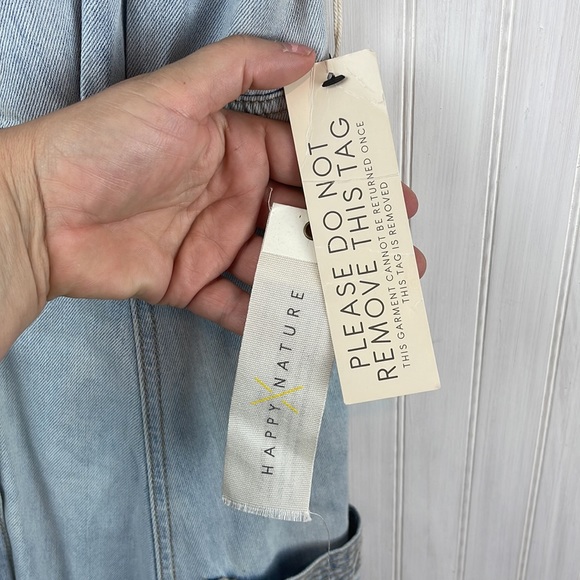 PLEASE DO NOT
REMOVE THIS TAG
THIS GARMENT CANNOT BE RETURNED ONCE
THIS TAG IS REMOVED
HAPPY X NATURE